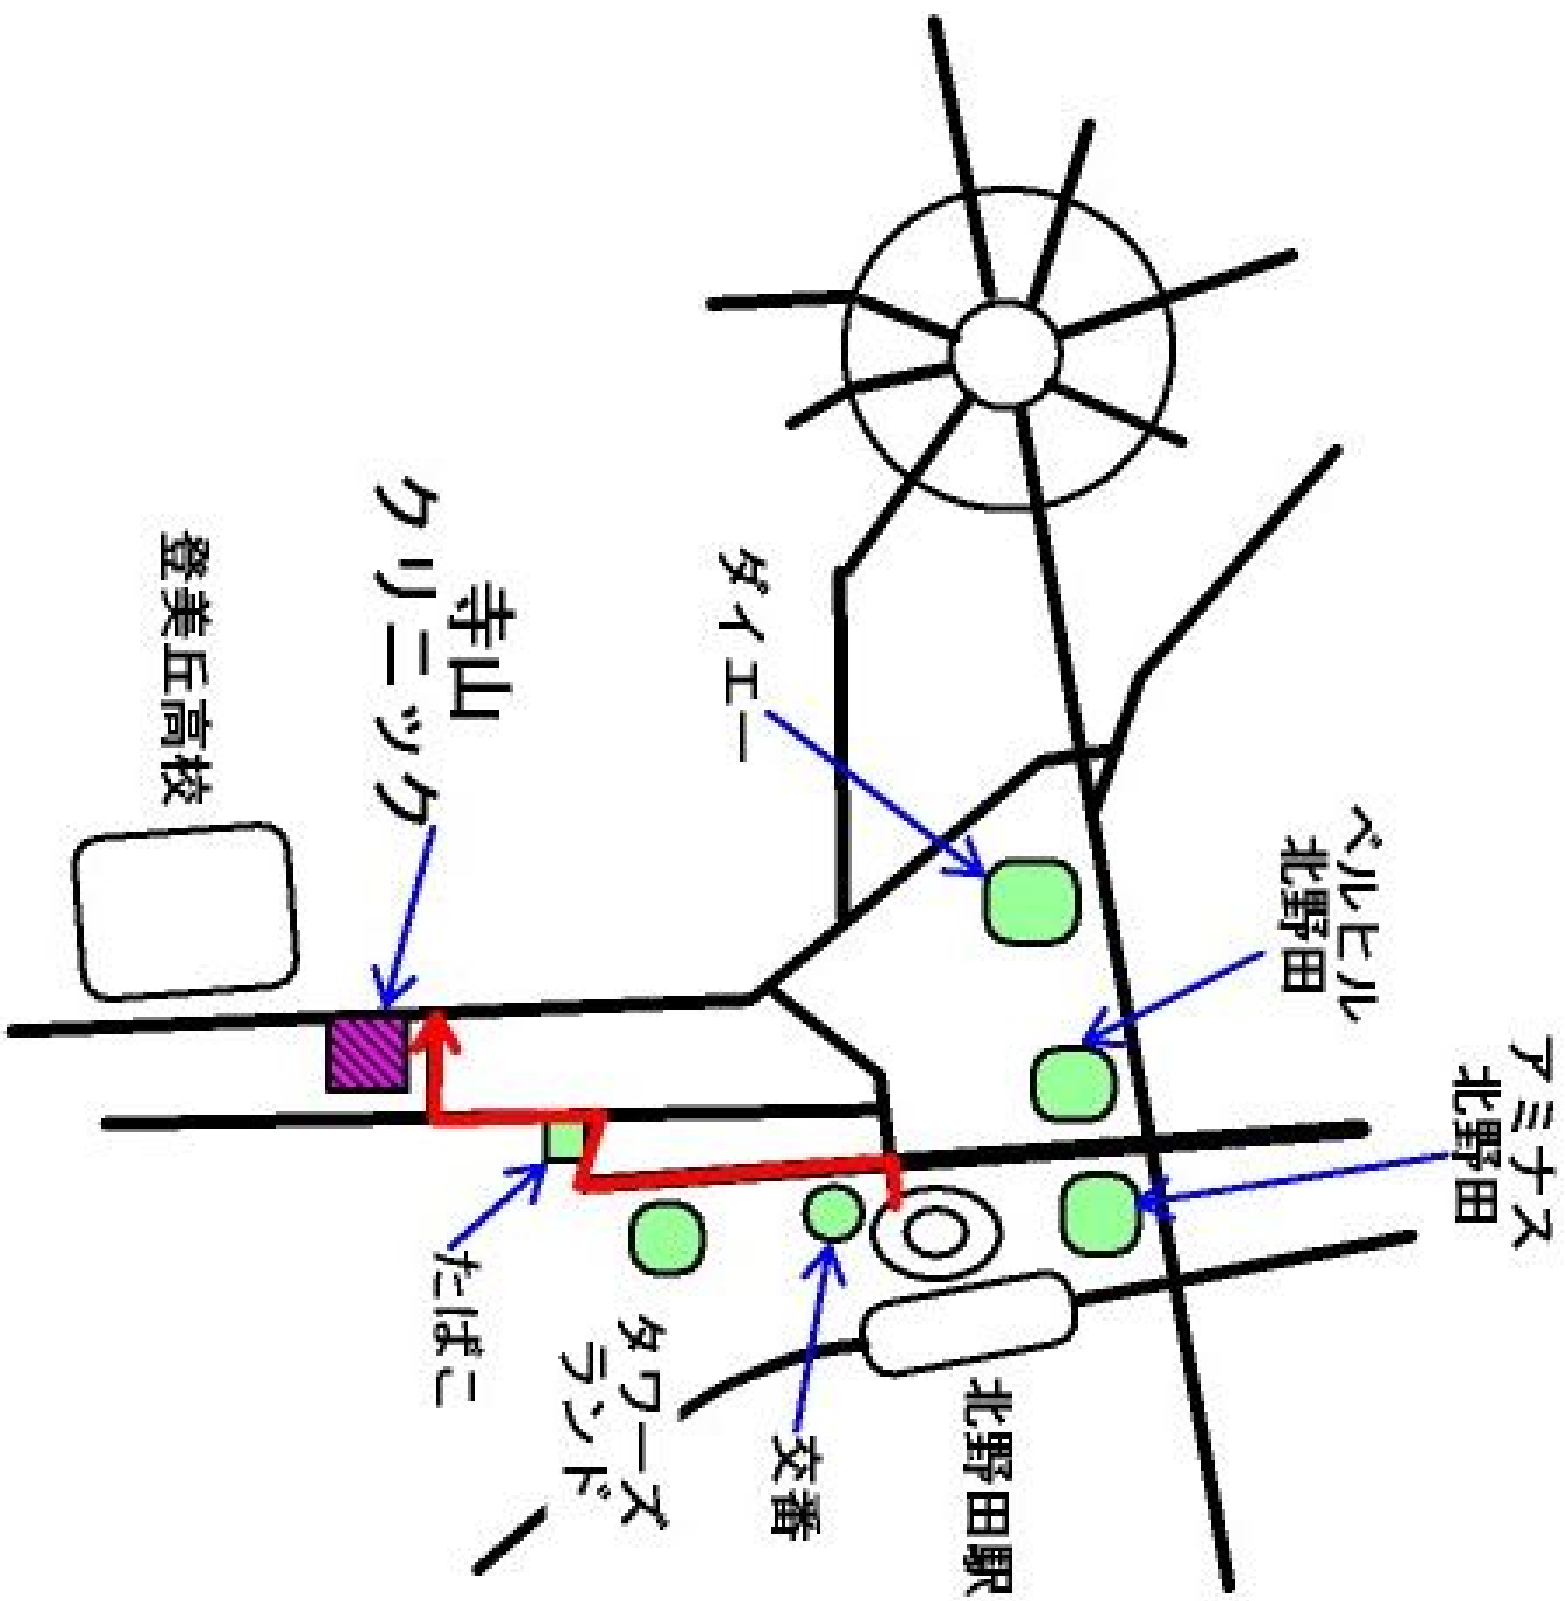 アミナス
北野田
ベルヒル
北野田
北野田駅
交番
ダイエー
タワーズ
ランド
寺山
クリニック
たばこ
登美丘高校